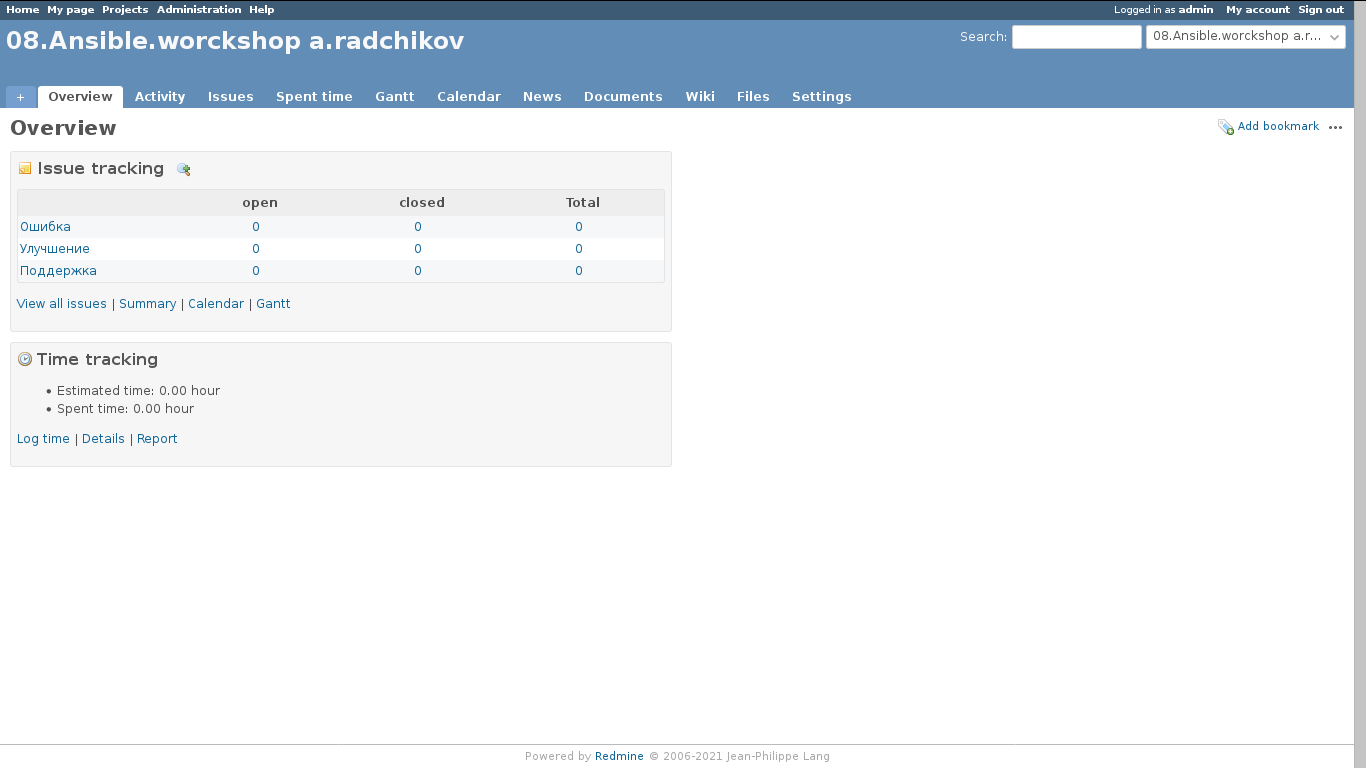 Home My page Projects Administration Help Logged in as admin My account Sign out
08.Ansible.worckshop a.radchikov Search: 08.Ansible.worckshop a.r...
+ Overview Activity Issues Spent time Gantt Calendar News Documents Wiki Files Settings
Overview Add bookmark ...
Issue tracking
open closed Total
Ошибка 0 0 0
Улучшение 0 0 0
Поддержка 0 0 0
View all issues | Summary | Calendar | Gantt
Time tracking
• Estimated time: 0.00 hour
• Spent time: 0.00 hour
Log time | Details | Report
Powered by Redmine © 2006-2021 Jean-Philippe Lang